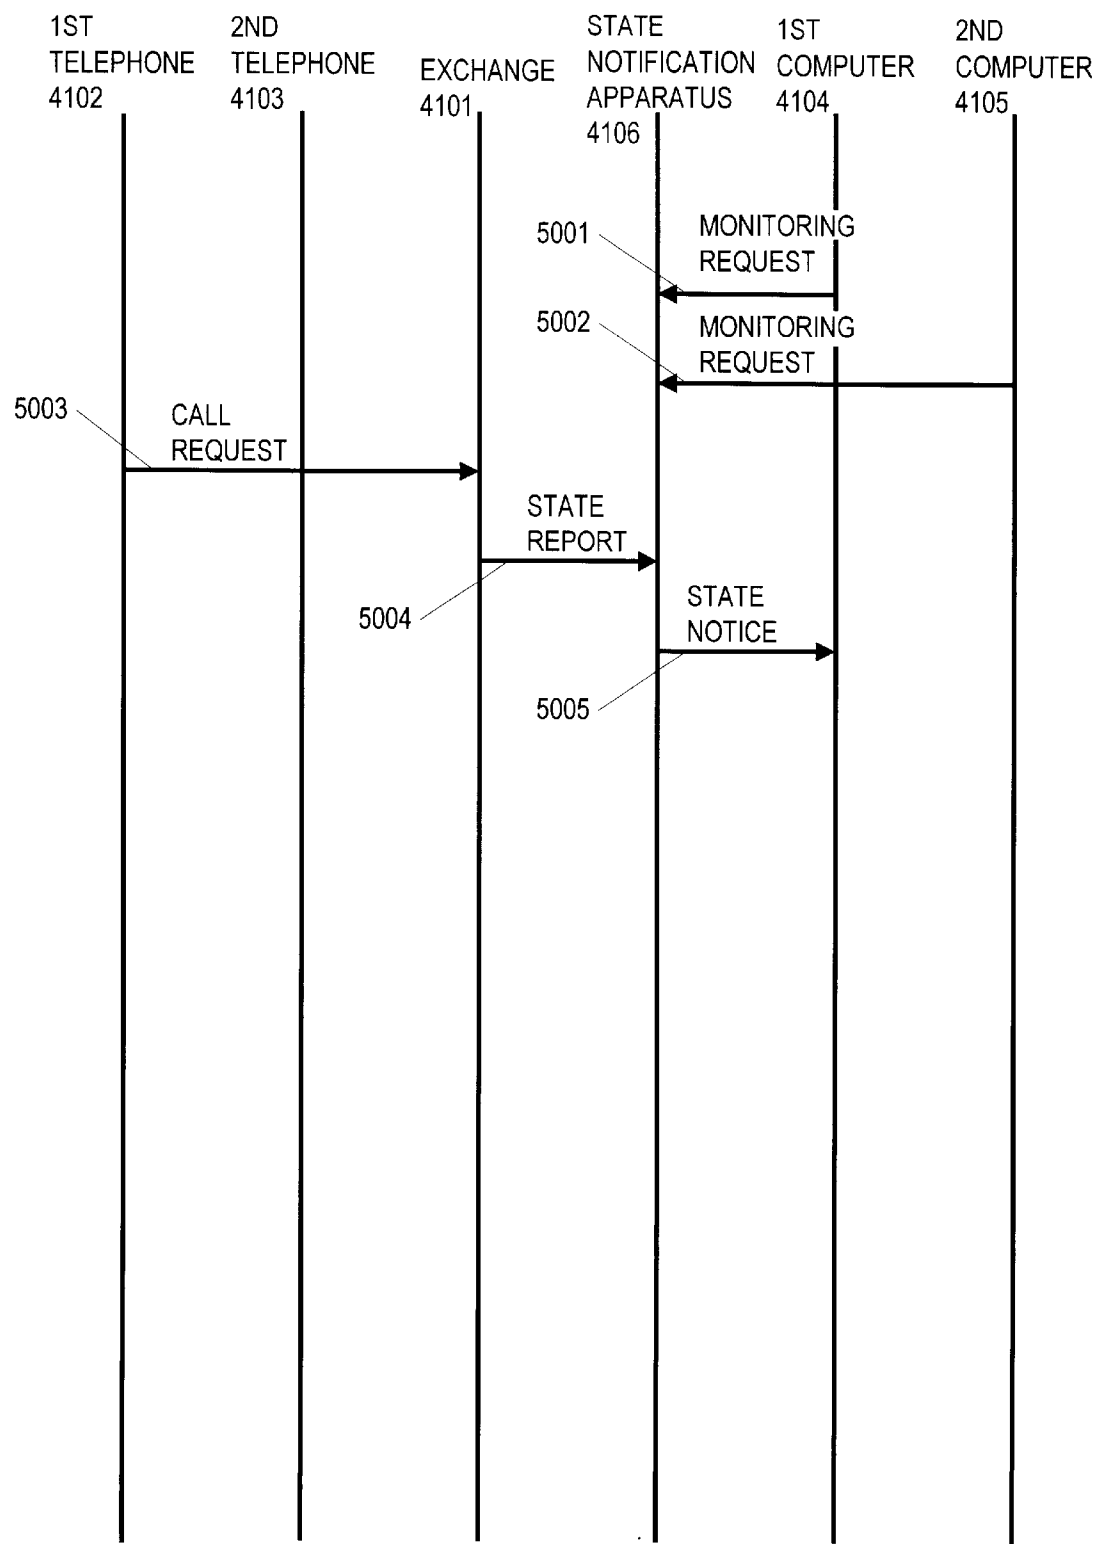 1ST
TELEPHONE
4102
2ND
TELEPHONE
4103
EXCHANGE
4101
STATE
NOTIFICATION
APPARATUS
4106
1ST
COMPUTER
4104
2ND
COMPUTER
4105
5001
MONITORING
REQUEST
5002
MONITORING
REQUEST
5003
CALL
REQUEST
STATE
REPORT
5004
STATE
NOTICE
5005